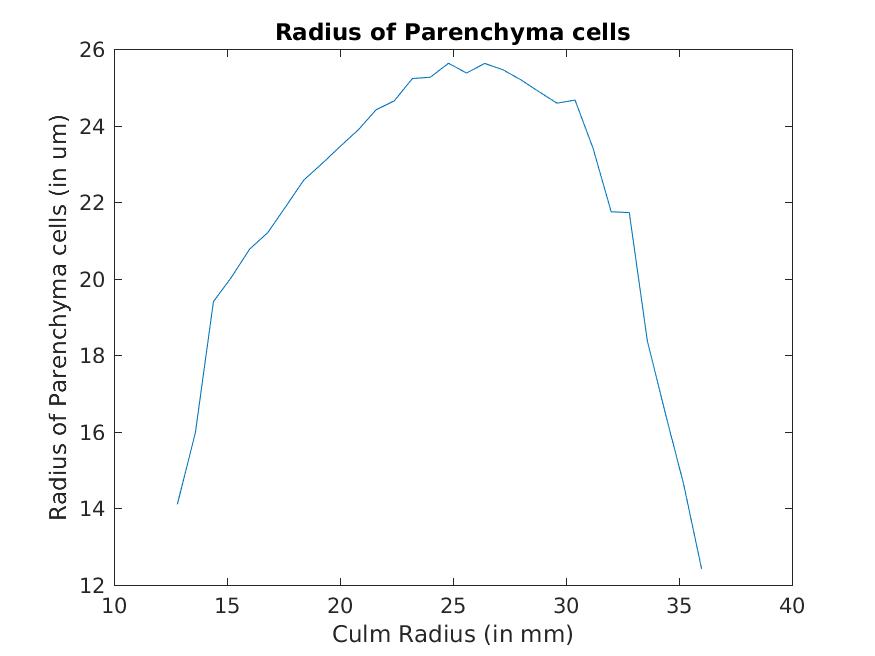 Radius of Parenchyma cells
Radius of Parenchyma cells (in um)
26
24
22
20
18
16
14
12
10 15 20 25 30 35 40
Culm Radius (in mm)